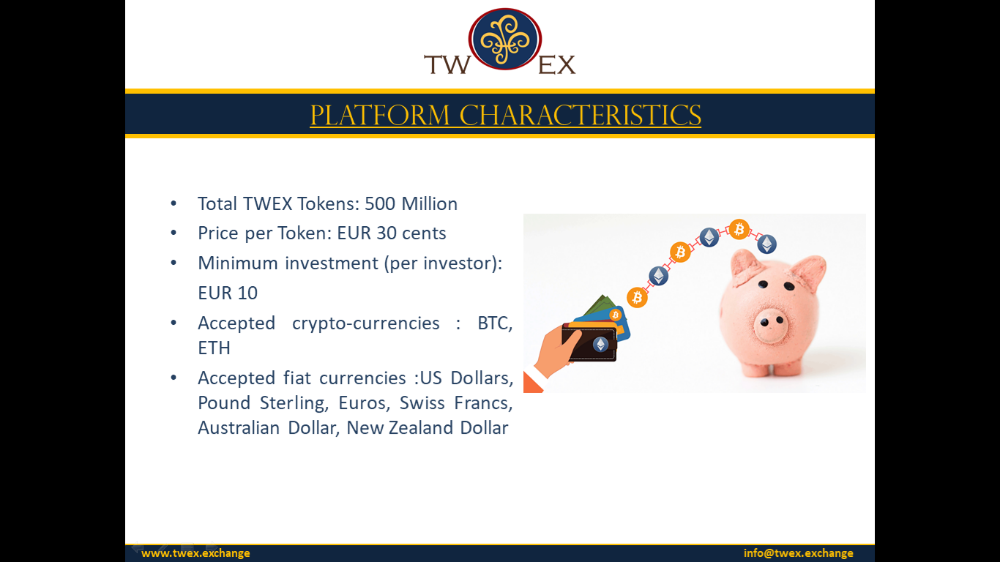 TW EX
PLATFORM CHARACTERISTICS
• Total TWEX Tokens: 500 Million
• Price per Token: EUR 30 cents
• Minimum investment (per investor):
EUR 10
• Accepted crypto-currencies : BTC,
ETH
• Accepted fiat currencies :US Dollars,
Pound Sterling, Euros, Swiss Francs,
Australian Dollar, New Zealand Dollar
www.twex.exchange
info@twex.exchange